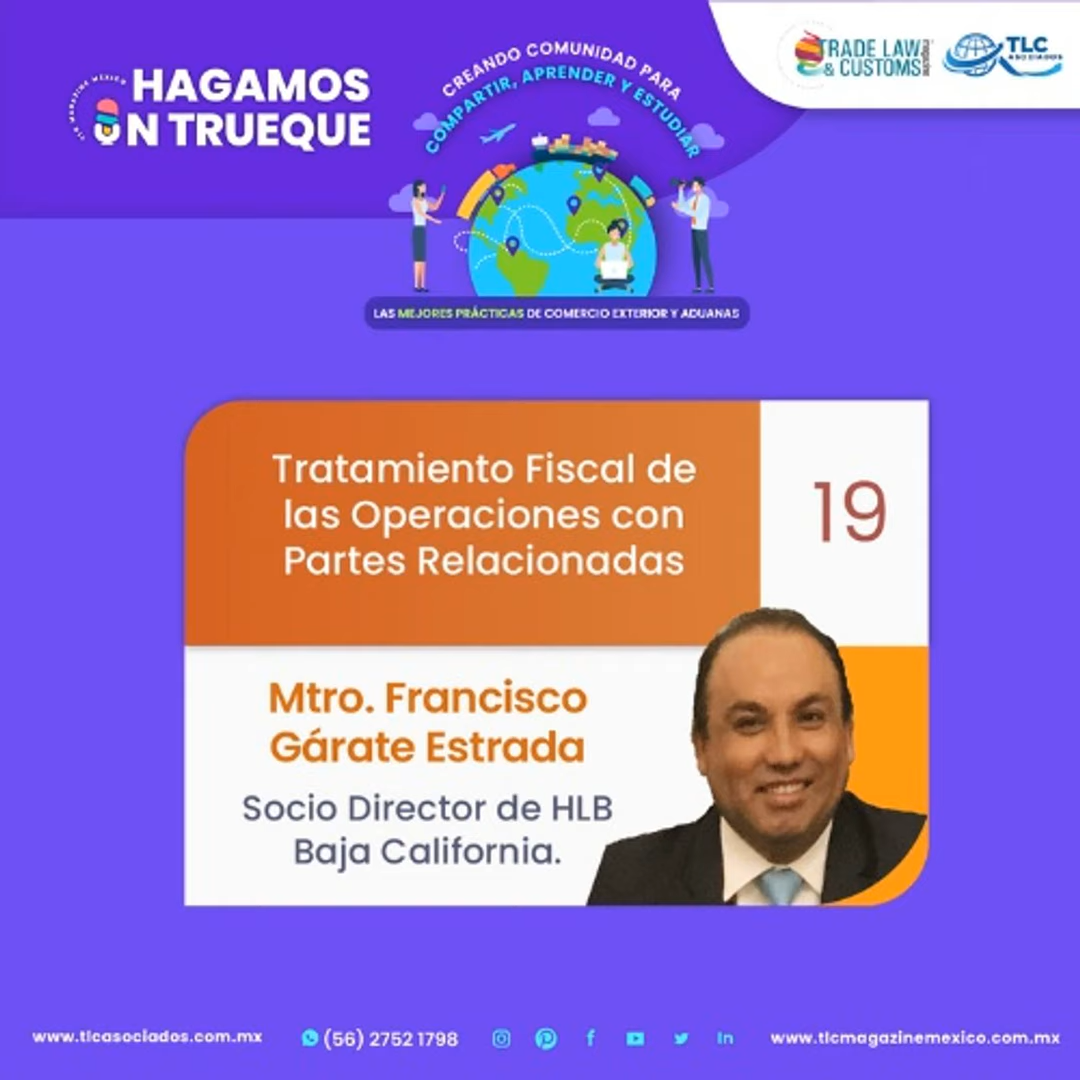 HAGAMOS
UN TRUEQUE
CREANDO COMUNIDAD PARA
COMPARTIR, APRENDER Y ESTUDIAR
TRADE LAW
& CUSTOMS
TLC
ASOCIADOS
LAS MEJORES PRÁCTICAS DE COMERCIO EXTERIOR Y ADUANAS
Tratamiento Fiscal de
las Operaciones con
Partes Relacionadas
19
Mtro. Francisco
Gárate Estrada
Socio Director de HLB
Baja California.
www.tlcasociados.com.mx
(56) 2752 1798
www.tlcmagazinemexico.com.mx